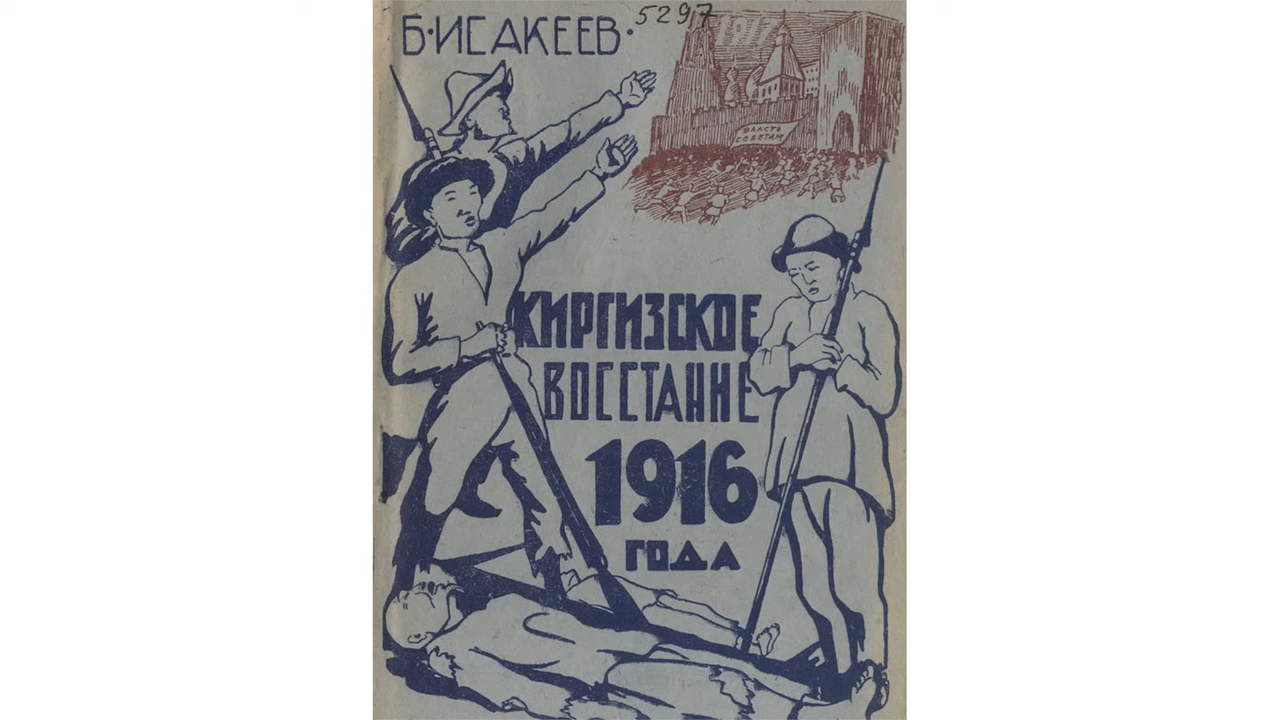 Б·ИСАКЕЕВ·
5297
1917
ВЛАСТЬ
СОВЕТАМ
КИРГИЗСКОЕ
ВОССТАНИЕ
1916
ГОДА